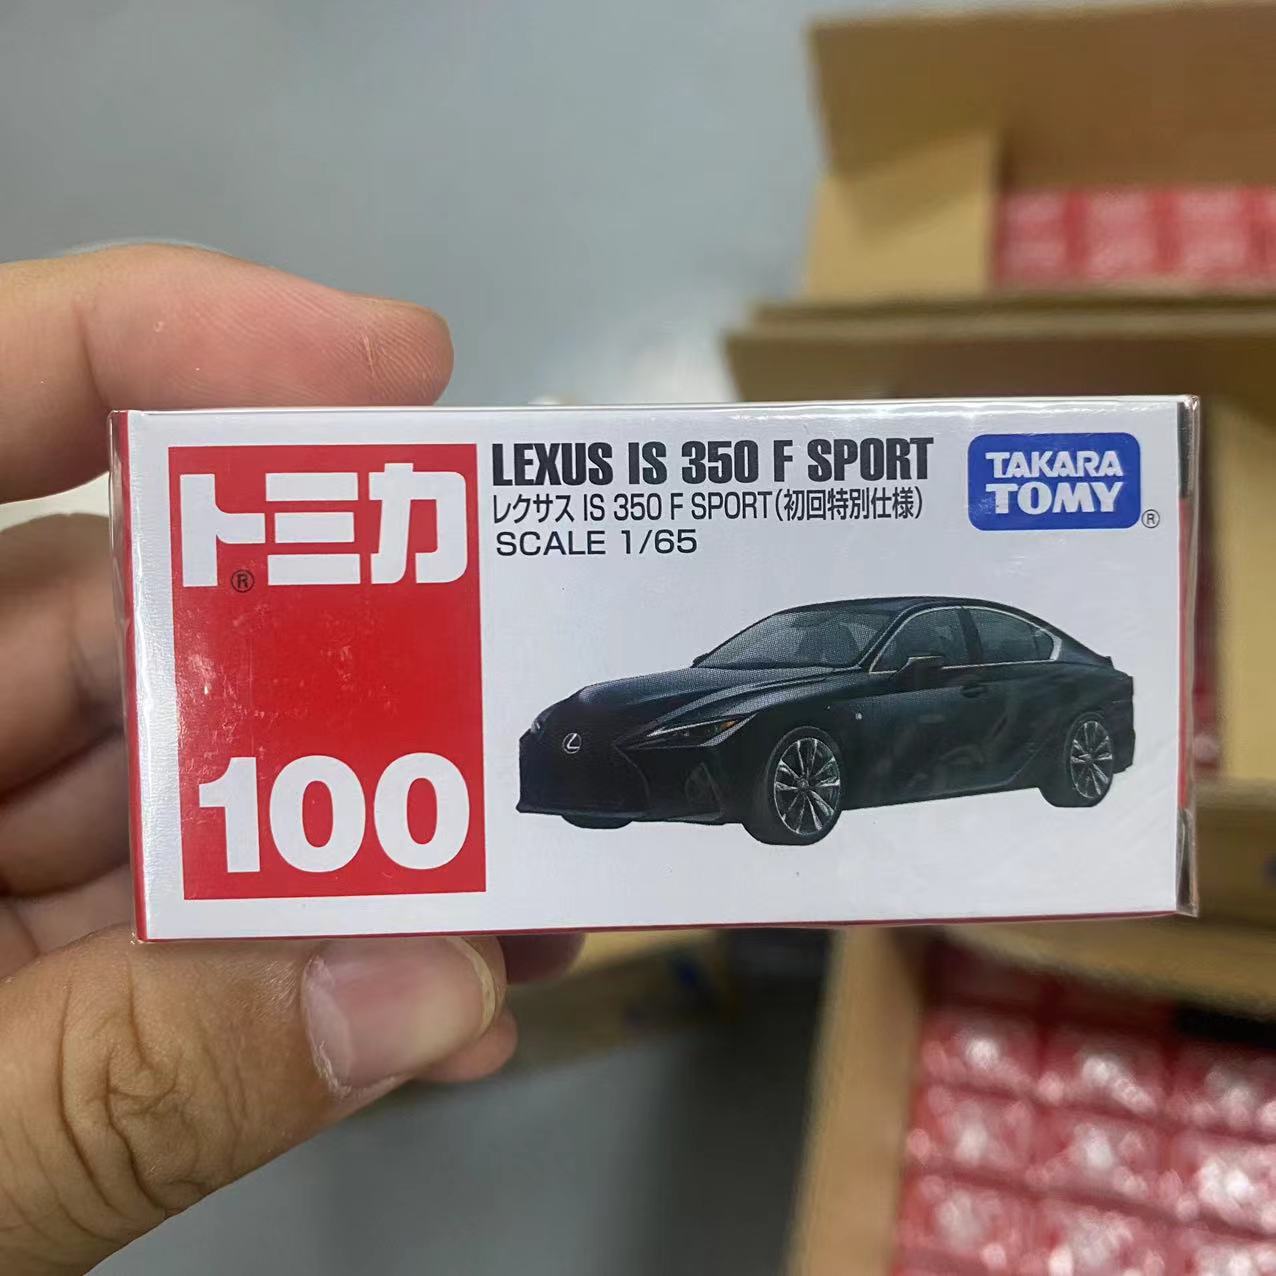 トミカ
®
100
LEXUS IS 350 F SPORT
レクサス IS 350 F SPORT(初回特別仕様)
SCALE 1/65
TAKARA
TOMY
®